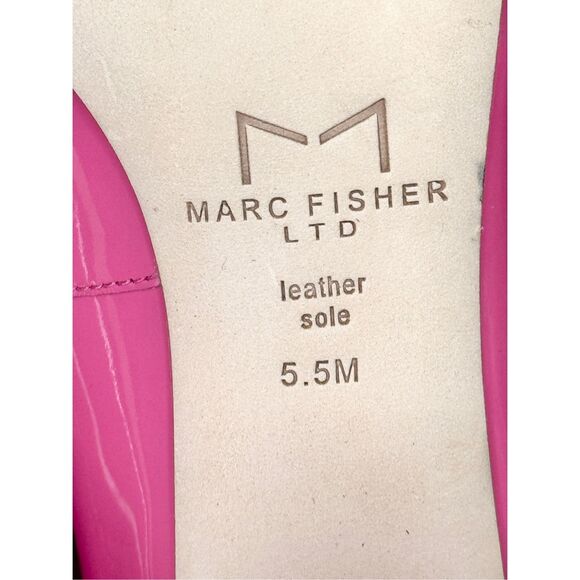 MARC FISHER
LTD
leather
sole
5.5M